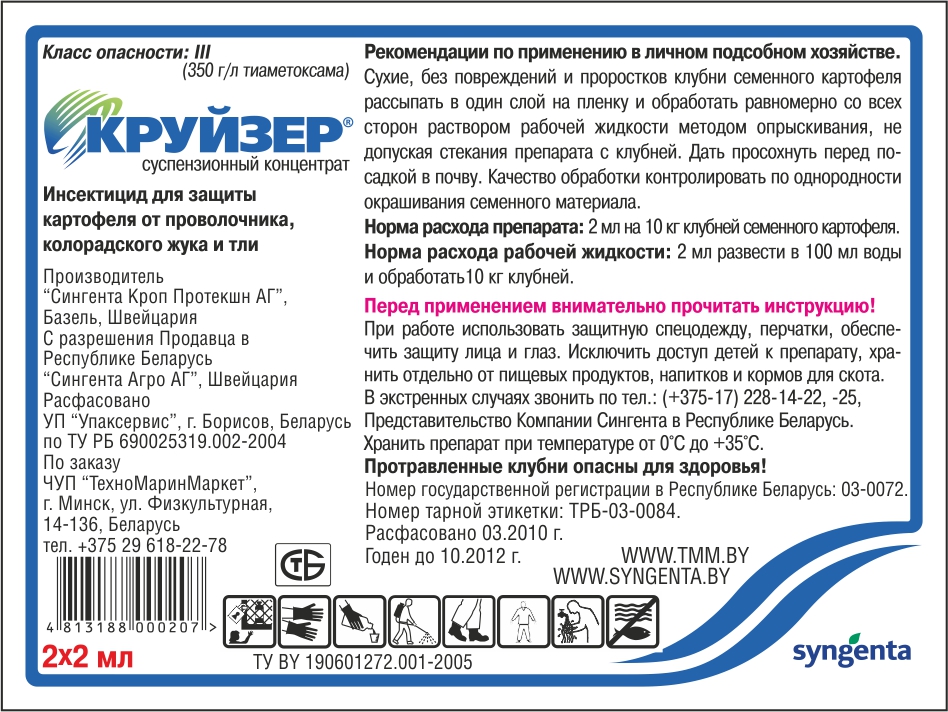 Класс опасности: III
(350 г/л тиаметоксама)
КРУЙЗЕР®
суспензионный концентрат
Инсектицид для защиты
картофеля от проволочника,
колорадского жука и тли
Производитель
“Сингента Кроп Протекшн АГ”,
Базель, Швейцария
С разрешения Продавца в
Республике Беларусь
“Сингента Агро АГ”, Швейцария
Расфасовано
УП “Упаксервис”, г. Борисов, Беларусь
по ТУ РБ 690025319.002-2004
По заказу
ЧУП “ТехноМаринМаркет”,
г. Минск, ул. Физкультурная,
14-136, Беларусь
тел. +375 29 618-22-78
4 813188 000207 >
2x2 мл
Рекомендации по применению в личном подсобном хозяйстве.
Сухие, без повреждений и проростков клубни семенного картофеля
рассыпать в один слой на пленку и обработать равномерно со всех
сторон раствором рабочей жидкости методом опрыскивания, не
допуская стекания препарата с клубней. Дать просохнуть перед по-
садкой в почву. Качество обработки контролировать по однородности
окрашивания семенного материала.
Норма расхода препарата: 2 мл на 10 кг клубней семенного картофеля.
Норма расхода рабочей жидкости: 2 мл развести в 100 мл воды
и обработать10 кг клубней.
Перед применением внимательно прочитать инструкцию!
При работе использовать защитную спецодежду, перчатки, обеспе-
чить защиту лица и глаз. Исключить доступ детей к препарату, хра-
нить отдельно от пищевых продуктов, напитков и кормов для скота.
В экстренных случаях звонить по тел.: (+375-17) 228-14-22, -25,
Представительство Компании Сингента в Республике Беларусь.
Хранить препарат при температуре от 0˚С до +35˚С.
Протравленные клубни опасны для здоровья!
Номер государственной регистрации в Республике Беларусь: 03-0072.
Номер тарной этикетки: ТРБ-03-0084.
Расфасовано 03.2010 г.
Годен до 10.2012 г.
WWW.TMM.BY
WWW.SYNGENTA.BY
СТБ
ТУ BY 190601272.001-2005
syngenta